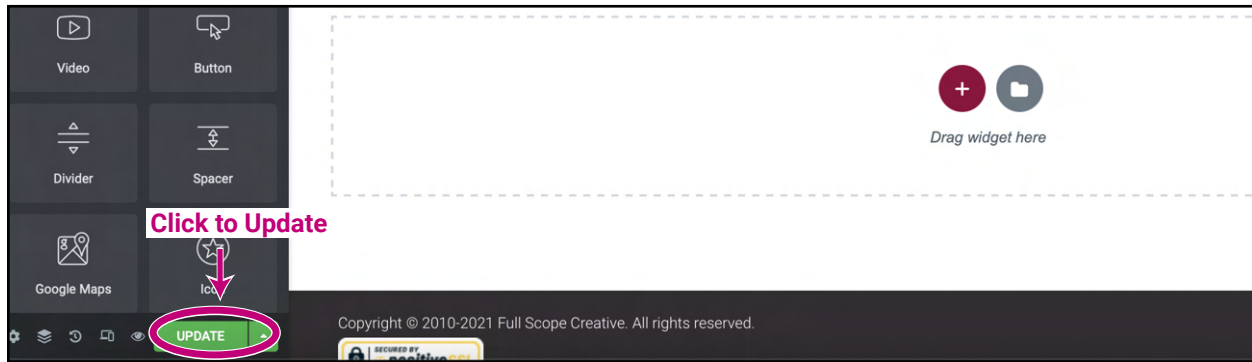 Video
Button
Drag widget here
Divider
Spacer
Click to Update
Google Maps
UPDATE
Copyright © 2010-2021 Full Scope Creative. All rights reserved.
SECURED BY